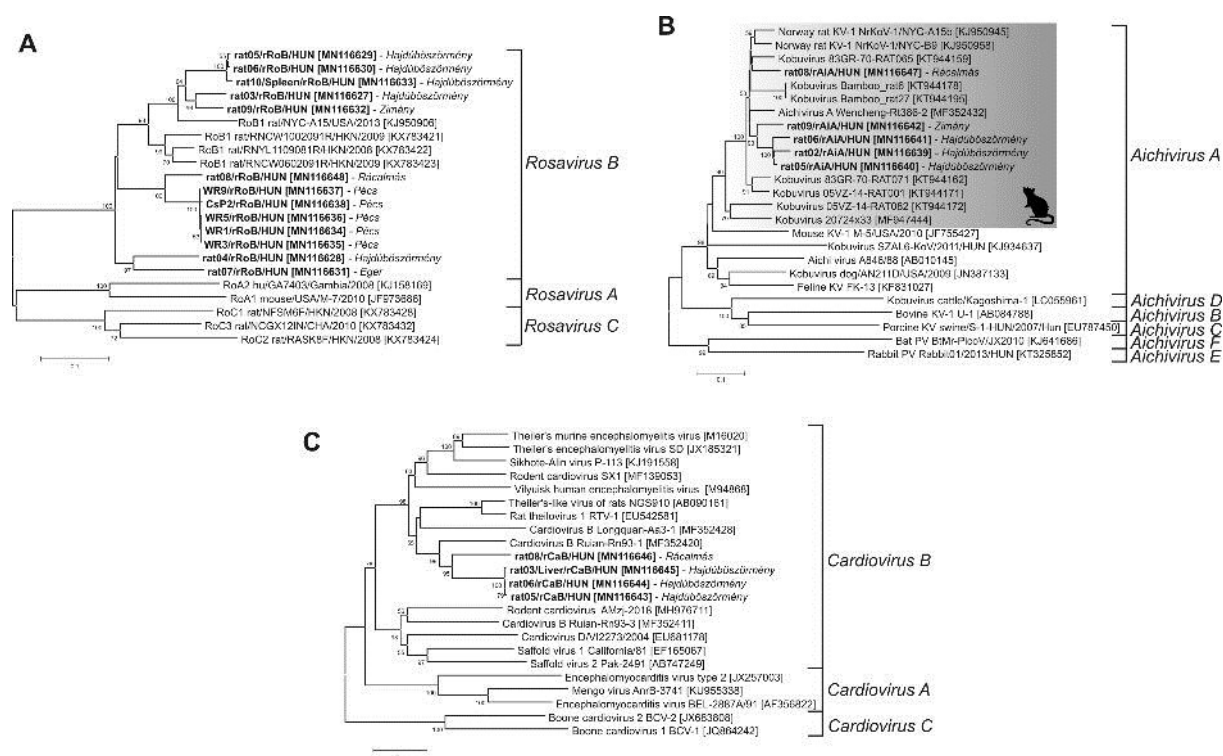 A
rat05/rRoB/HUN [MN116629] - Hajdúböszörmény
rat06/rRoB/HUN [MN116630] - Hajdúböszörmény
rat10/Spleen/rRoB/HUN [MN116633] - Hajdúböszörmény
rat03/rRoB/HUN [MN116627] - Hajdúböszörmény
rat09/rRoB/HUN [MN116632] - Zimány
RoB1 rat/NYC-A15/USA/2013 [KJ950906]
RoB1 rat/RNCW1002091R/HKN/2009 [KX783421]
RoB1 rat/RNYL1109081R/HKN/2008 [KX783422]
RoB1 rat/RNCW0602091R/HKN/2009 [KX783423]
rat08/rRoB/HUN [MN116648] - Rácalmás
WR9/rRoB/HUN [MN116637] - Pécs
CsP2/rRoB/HUN [MN116638] - Pécs
WR5/rRoB/HUN [MN116636] - Pécs
WR1/rRoB/HUN [MN116634] - Pécs
WR3/rRoB/HUN [MN116635] - Pécs
rat04/rRoB/HUN [MN116628] - Hajdúböszörmény
rat07/rRoB/HUN [MN116631] - Eger
RoA2 hu/GA7403/Gambia/2008 [KJ158169]
RoA1 mouse/USA/M-7/2010 [JF973686]
RoC1 rat/NFSM6F/HKN/2008 [KX783428]
RoC3 rat/NCGX12IN/CHA/2010 [KX783432]
RoC2 rat/RASK8F/HKN/2008 [KX783424]
Rosavirus B
Rosavirus A
Rosavirus C
0.1
B
Norway rat KV-1 NrKoV-1/NYC-A15c [KJ950945]
Norway rat KV-1 NrKoV-1/NYC-B9 [KJ950958]
Kobuvirus 83GR-70-RAT065 [KT944159]
rat08/rAiA/HUN [MN116647] - Rácalmás
Kobuvirus Bamboo_rat6 [KT944178]
Kobuvirus Bamboo_rat27 [KT944195]
Aichivirus A Wencheng-Rt386-2 [MF352432]
rat09/rAiA/HUN [MN116642] - Zimány
rat06/rAiA/HUN [MN116641] - Hajdúböszörmény
rat02/rAiA/HUN [MN116639] - Hajdúböszörmény
rat05/rAiA/HUN [MN116640] - Hajdúböszörmény
Kobuvirus 83GR-70-RAT071 [KT944162]
Kobuvirus 05VZ-14-RAT001 [KT944171]
Kobuvirus 05VZ-14-RAT082 [KT944172]
Kobuvirus 20724x33 [MF947444]
Mouse KV-1 M-5/USA/2010 [JF755427]
Kobuvirus SZAL6-KoV/2011/HUN [KJ934637]
Aichi virus A846/88 [AB010145]
Kobuvirus dog/AN211D/USA/2009 [JN387133]
Feline KV FK-13 [KF831027]
Kobuvirus cattle/Kagoshima-1 [LC055961]
Bovine KV-1 U-1 [AB084788]
Porcine KV swine/S-1-HUN/2007/Hun [EU787450]
Bat PV BtMr-PicoV/JX2010 [KJ641686]
Rabbit PV Rabbit01/2013/HUN [KT325852]
Aichivirus A
Aichivirus D
Aichivirus B
Aichivirus C
Aichivirus F
Aichivirus E
0.1
C
Theiler's murine encephalomyelitis virus [M16020]
Theiler's encephalomyelitis virus SD [JX185321]
Sikhote-Alin virus P-113 [KJ191558]
Rodent cardiovirus SX1 [MF139053]
Vilyuisk human encephalomyelitis virus [M94868]
Theiler's-like virus of rats NGS910 [AB090161]
Rat theilovirus 1 RTV-1 [EU542581]
Cardiovirus B Longquan-Aa3-1 [MF352428]
Cardiovirus B Ruian-Rn93-1 [MF352420]
rat08/rCaB/HUN [MN116646] - Rácalmás
rat03/Liver/rCaB/HUN [MN116645] - Hajdúböszörmény
rat06/rCaB/HUN [MN116644] - Hajdúböszörmény
rat05/rCaB/HUN [MN116643] - Hajdúböszörmény
Rodent cardiovirus AMzj-2018 [MH976711]
Cardiovirus B Ruian-Rn93-3 [MF352411]
Cardiovirus D/VI2273/2004 [EU681178]
Saffold virus 1 California/81 [EF165067]
Saffold virus 2 Pak-2491 [AB747249]
Encephalomyocarditis virus type 2 [JX257003]
Mengo virus AnrB-3741 [KU955338]
Encephalomyocarditis virus BEL-2887A/91 [AF356822]
Boone cardiovirus 2 BCV-2 [JX683808]
Boone cardiovirus 1 BCV-1 [JQ864242]
Cardiovirus B
Cardiovirus A
Cardiovirus C